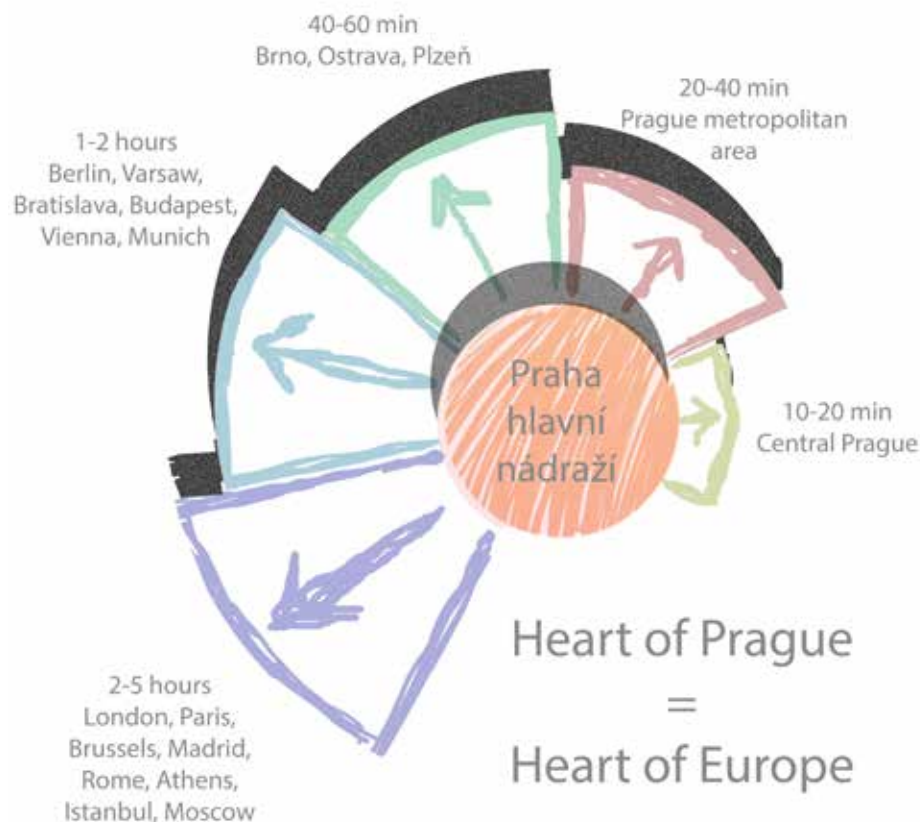 40-60 min
Brno, Ostrava, Plzeň
20-40 min
Prague metropolitan
area
1-2 hours
Berlin, Varsaw,
Bratislava, Budapest,
Vienna, Munich
Praha
hlavní
nádraží
10-20 min
Central Prague
Heart of Prague
=
Heart of Europe
2-5 hours
London, Paris,
Brussels, Madrid,
Rome, Athens,
Istanbul, Moscow